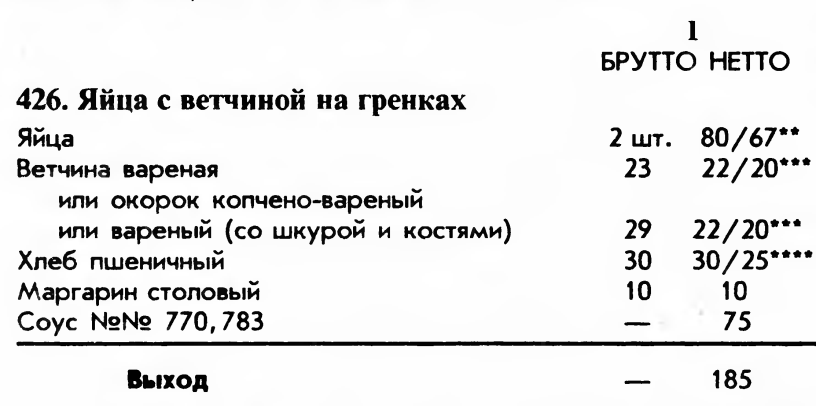 I
БРУТТО НЕТТО
426. Яйца с ветчиной на гренках
Яйца 2 шт. 80/67**
Ветчина вареная 23 22/20***
или окорок копчено-вареный
или вареный (со шкурой и костями) 29 22/20***
Хлеб пшеничный 30 30/25****
Маргарин столовый 10 10
Соус №№ 770, 783 — 75
Выход — 185